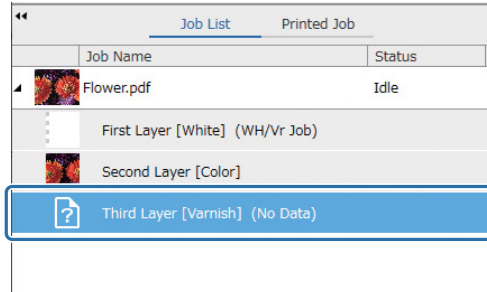 Job List Printed Job
Job Name Status
Flower.pdf Idle
First Layer [White] (WH/Vr Job)
Second Layer [Color]
Third Layer [Varnish] (No Data)